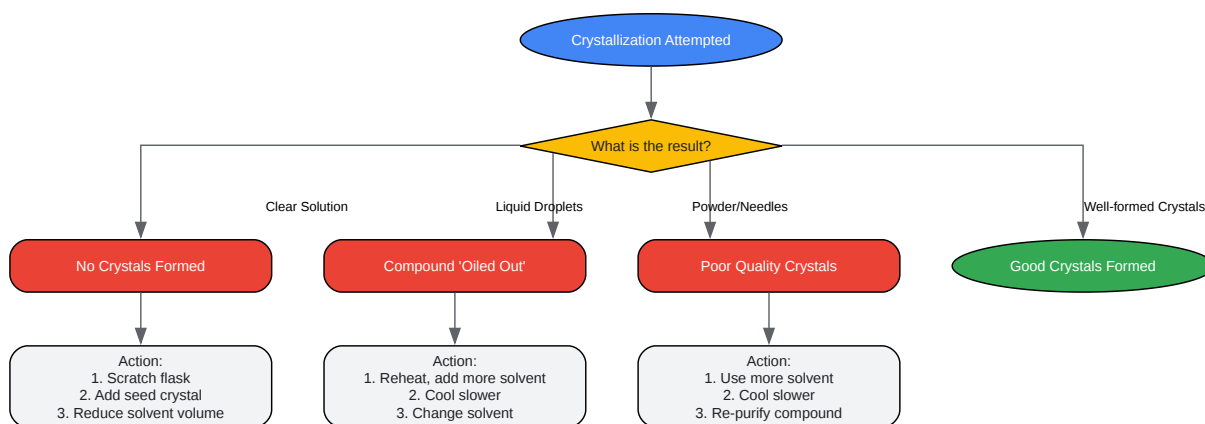 Crystallization Attempted
What is the result?
Clear Solution
Liquid Droplets
Powder/Needles
Well-formed Crystals
No Crystals Formed
Compound 'Oiled Out'
Poor Quality Crystals
Good Crystals Formed
Action:
1. Scratch flask
2. Add seed crystal
3. Reduce solvent volume
Action:
1. Reheat, add more solvent
2. Cool slower
3. Change solvent
Action:
1. Use more solvent
2. Cool slower
3. Re-purify compound